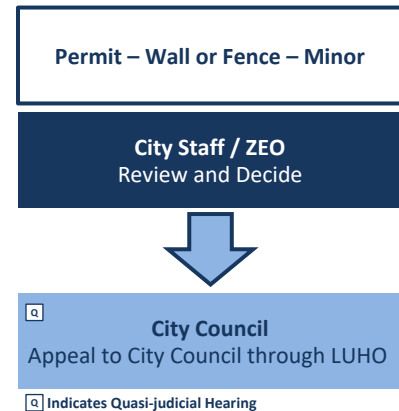 Permit – Wall or Fence – Minor
City Staff / ZEO
Review and Decide
Q
City Council
Appeal to City Council through LUHO
Q Indicates Quasi-judicial Hearing